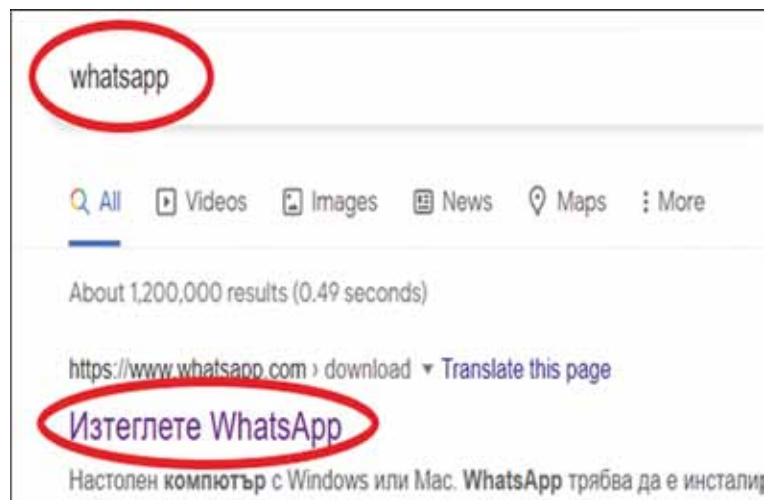 whatsapp
All Videos Images News Maps More
About 1,200,000 results (0.49 seconds)
https://www.whatsapp.com › download ▾ Translate this page
Изтеглете WhatsApp
Настолен компютър с Windows или Mac. WhatsApp трябва да е инсталир